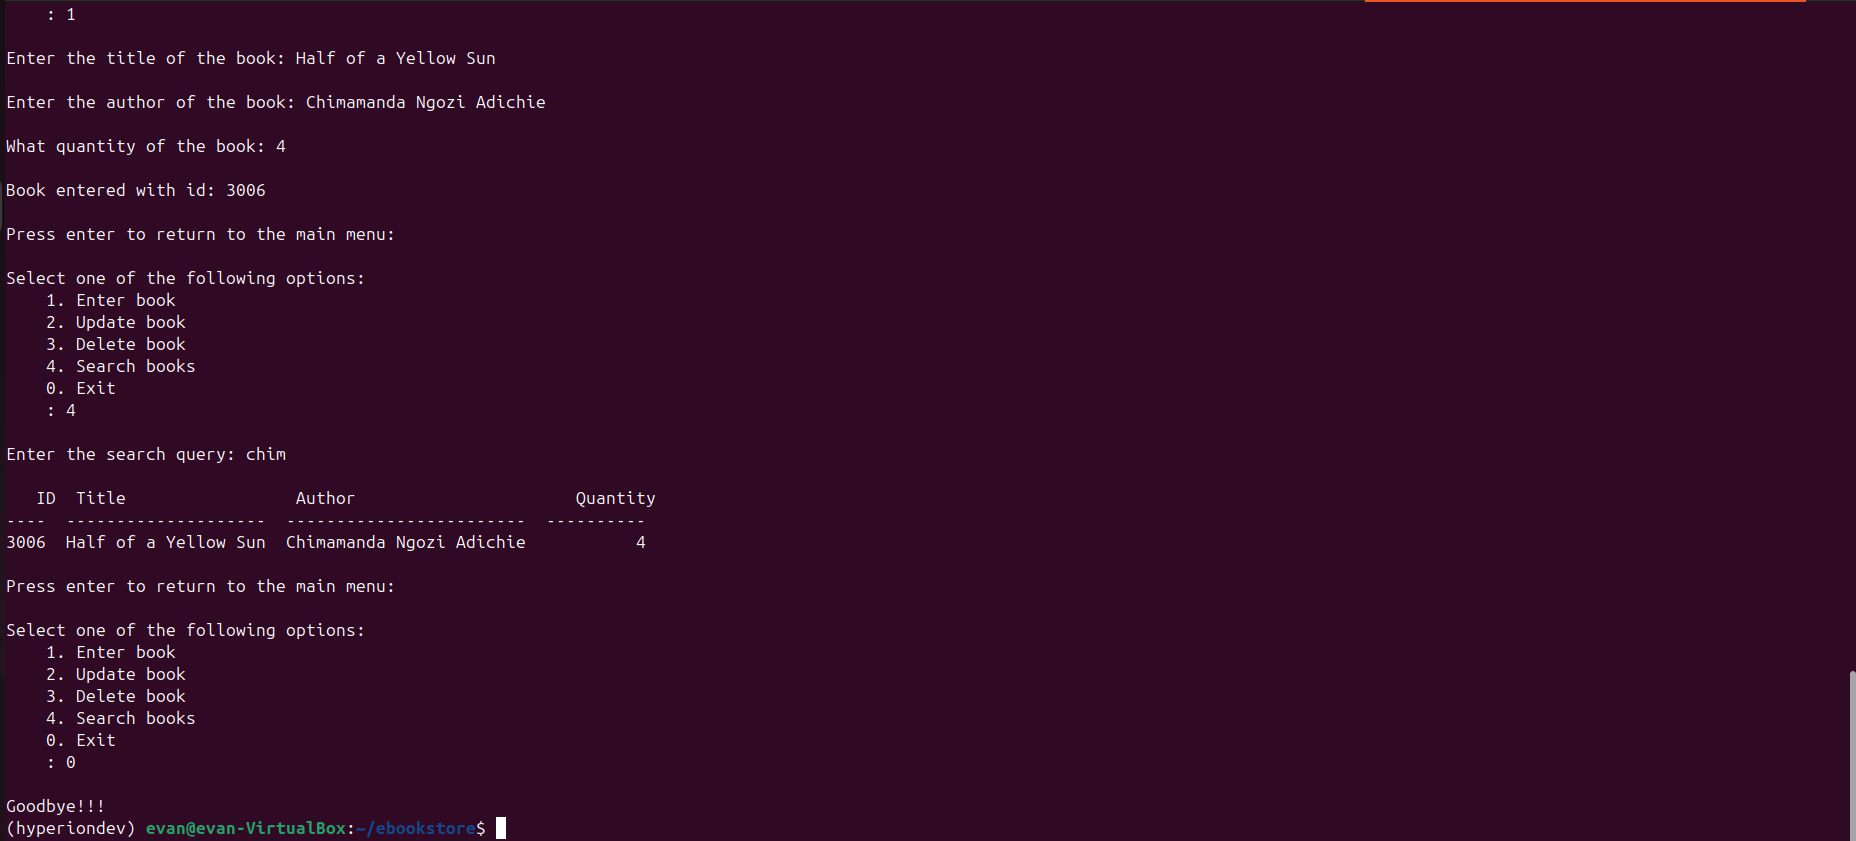 : 1
Enter the title of the book: Half of a Yellow Sun
Enter the author of the book: Chimamanda Ngozi Adichie
What quantity of the book: 4
Book entered with id: 3006
Press enter to return to the main menu:
Select one of the following options:
1. Enter book
2. Update book
3. Delete book
4. Search books
0. Exit
: 4
Enter the search query: chim
ID  Title                 Author                      Quantity
----  --------------------  ------------------------  ----------
3006  Half of a Yellow Sun  Chimamanda Ngozi Adichie           4
Press enter to return to the main menu:
Select one of the following options:
1. Enter book
2. Update book
3. Delete book
4. Search books
0. Exit
: 0
Goodbye!!!
(hyperiondev) evan@evan-VirtualBox:~/ebookstore$